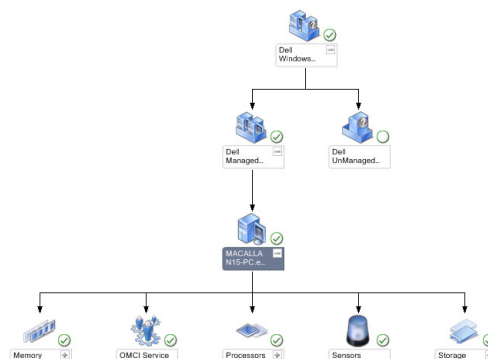 Dell
Windows..
Dell
Managed..
Dell
UnManaged..
MACALLA
N15-PC.e..
Memory
OMCI Service
Processors
Sensors
Storage